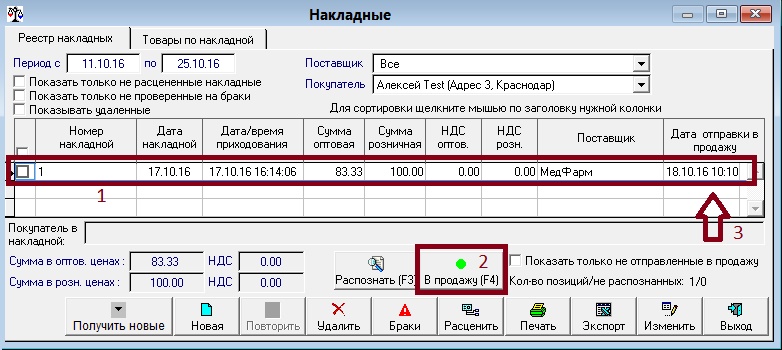 Накладные
Реестр накладных Товары по накладной
Период с 11.10.16 по 25.10.16 Поставщик Все
Показать только не расцененные накладные Покупатель Алексей Test (Адрес 3, Краснодар)
Показать только не проверенные на браки
Показывать удаленные Для сортировки щелкните мышью по заголовку нужной колонки
Номер накладной Дата накладной Дата/время приходования Сумма оптовая Сумма розничная НДС оптов. НДС розн. Поставщик Дата отправки в продажу
1 17.10.16 17.10.16 16:14:06 83.33 100.00 0.00 0.00 МедФарм 18.10.16 10:10
1
3
Покупатель в накладной:
Сумма в оптов. ценах : 83.33 НДС 0.00
Сумма в розн. ценах : 100.00 НДС 0.00
Распознать (F3) 2 В продажу (F4)
Показать только не отправленные в продажу
Кол-во позиций/не распознанных: 1/0
Получить новые Новая Повторить Удалить Браки Расценить Печать Экспорт Изменить Выход